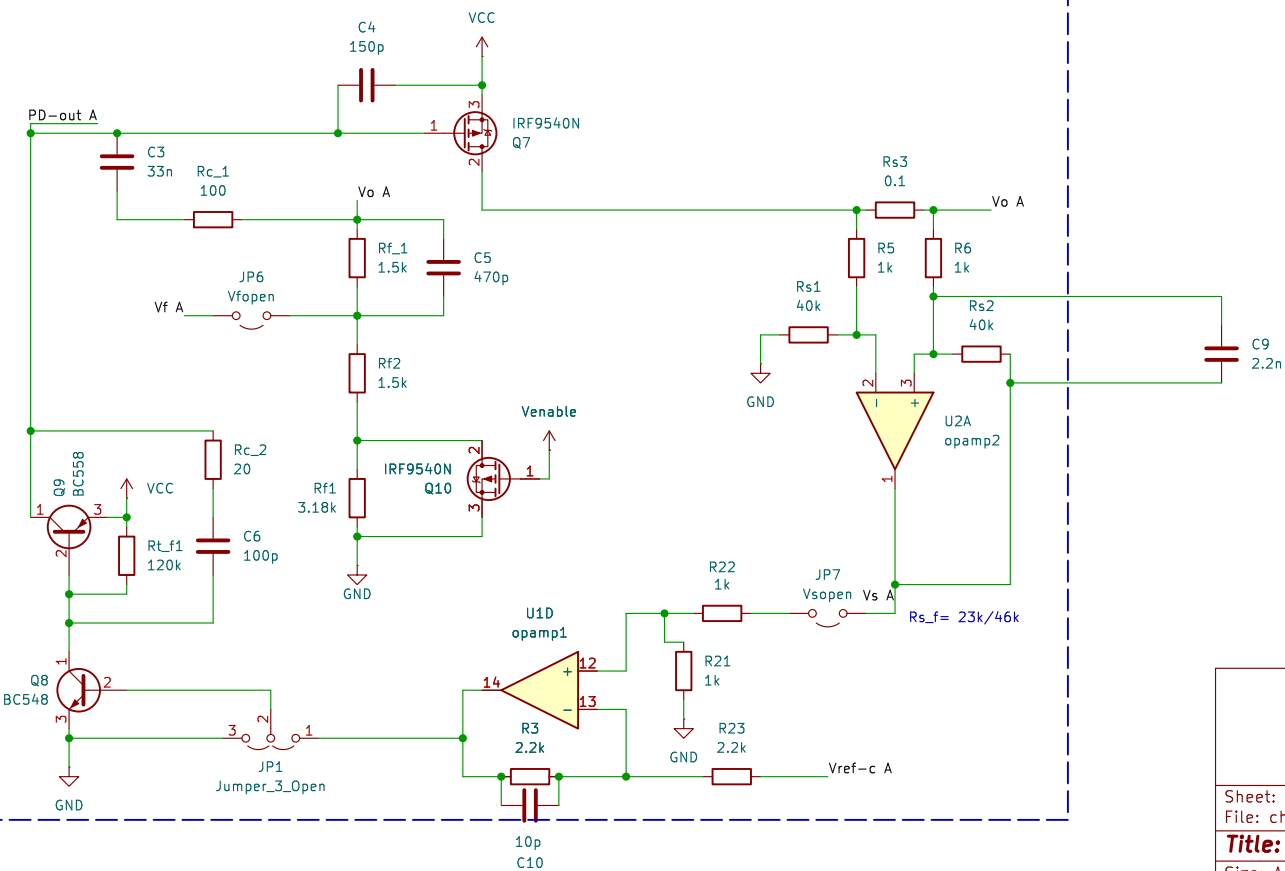 VCC
C4
150p
PD-out A
3
1
IRF9540N
Q7
2
C3
33n
Rc_1
100
Rs3
0.1
Vo A
Vo A
Rf_1
1.5k
C5
470p
R5
1k
R6
1k
JP6
Vfopen
Vf A
Rs1
40k
Rs2
40k
C9
2.2n
Rf2
1.5k
GND
2
3
-
+
U2A
opamp2
1
Venable
Rc_2
20
Q9
BC558
VCC
1
3
2
Rt_f1
120k
C6
100p
IRF9540N
Q10
2
1
3
Rf1
3.18k
GND
R22
1k
JP7
Vsopen
Vs A
Rs_f= 23k/46k
U1D
opamp1
12
+
14
13
-
R21
1k
GND
Q8
BC548
1
2
3
GND
3
2
1
JP1
Jumper_3_Open
R3
2.2k
R23
2.2k
Vref-c A
10p
C10
Sheet:
File: ch
Title: